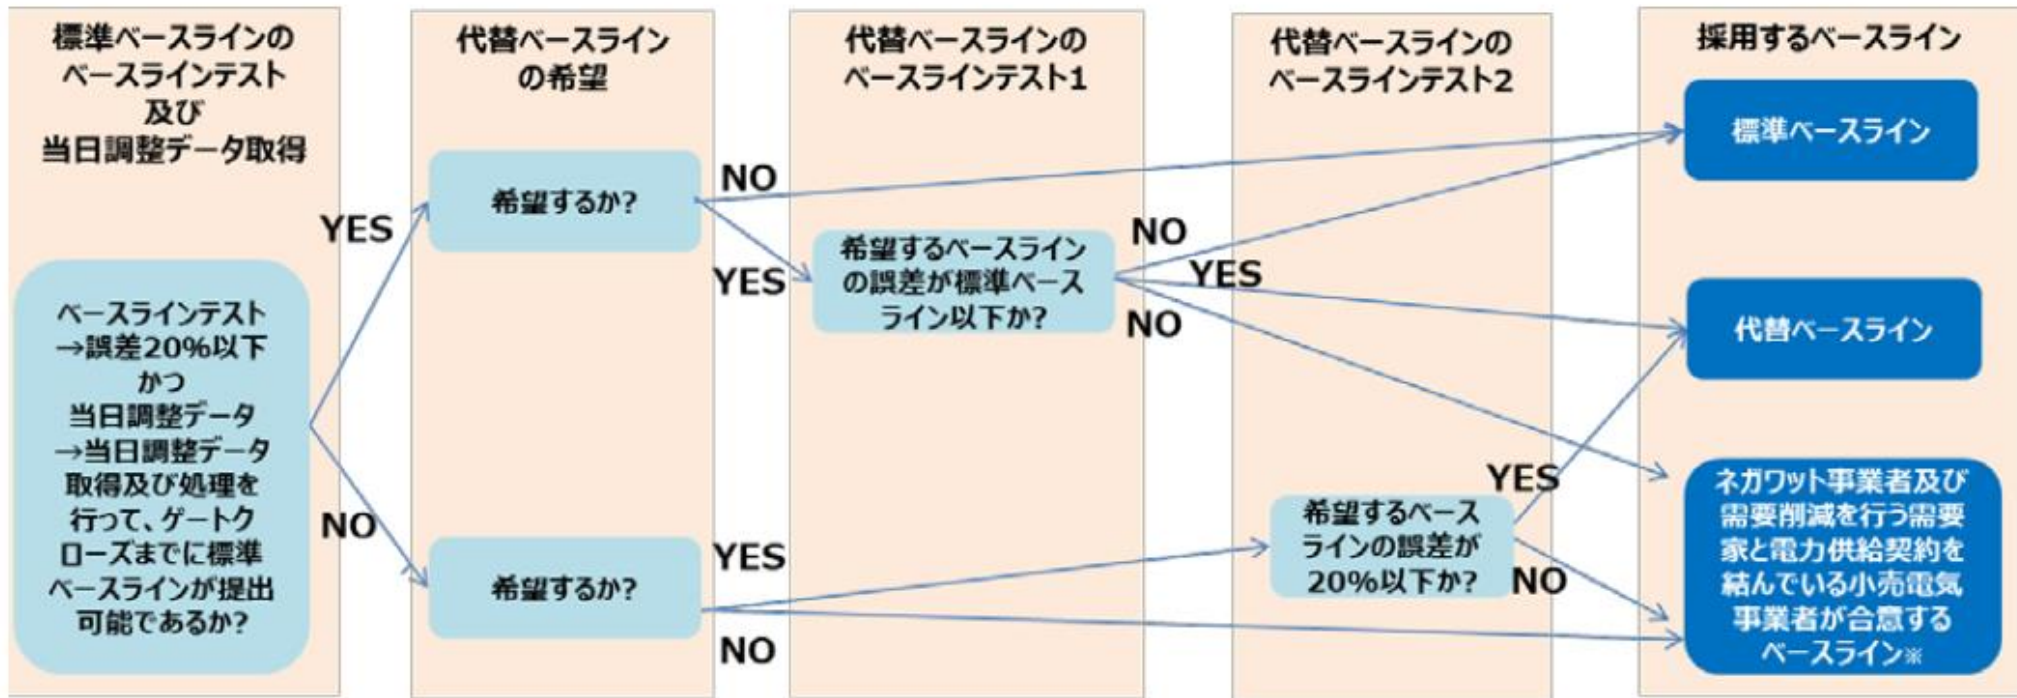 標準ベースラインの
ベースラインテスト
及び
当日調整データ取得
代替ベースライン
の希望
代替ベースラインの
ベースラインテスト1
代替ベースラインの
ベースラインテスト2
採用するベースライン
ベースラインテスト
→誤差20%以下
かつ
当日調整データ
→当日調整データ
取得及び処理を
行って、ゲートク
ローズまでに標準
ベースラインが提出
可能であるか?
YES
NO
希望するか?
NO
YES
希望するか?
YES
NO
希望するベースライン
の誤差が標準ベース
ライン以下か?
NO
YES
NO
希望するベース
ラインの誤差が
20%以下か?
YES
NO
標準ベースライン
代替ベースライン
ネガワット事業者及び
需要削減を行う需要
家と電力供給契約を
結んでいる小売電気
事業者が合意する
ベースライン※